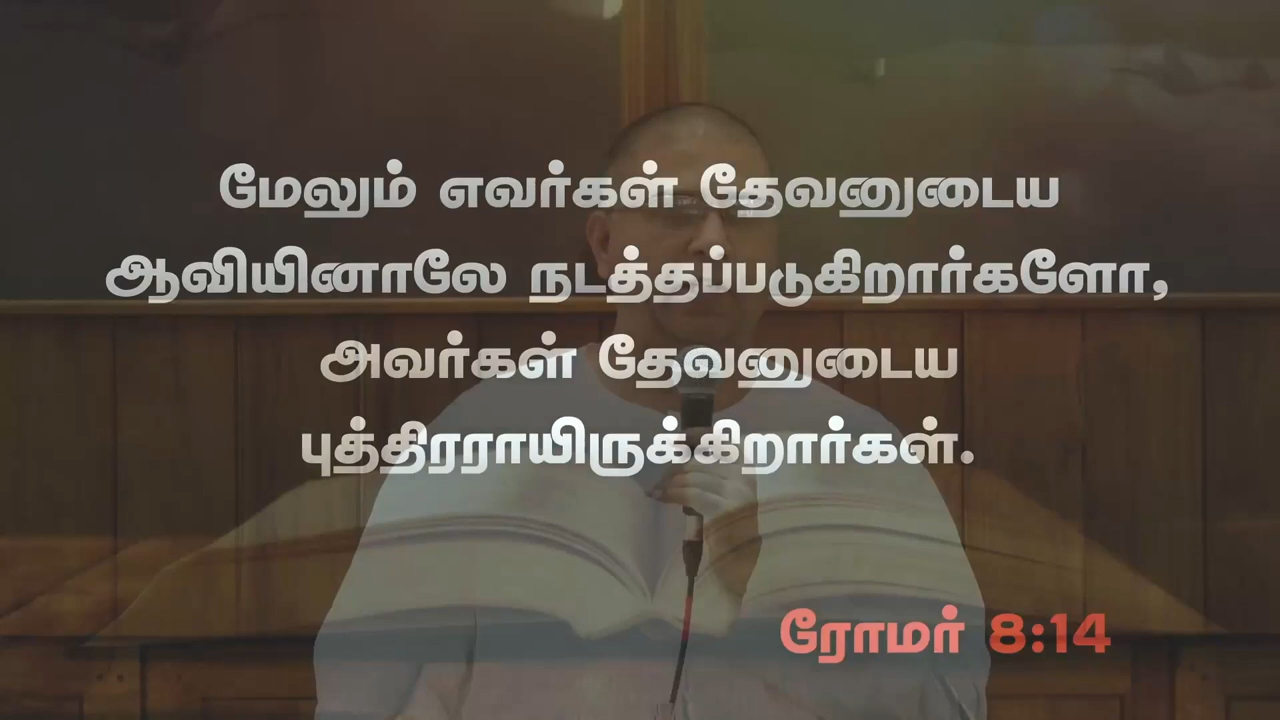 மேலும் எவர்கள் தேவனுடைய
ஆவியினாலே நடத்தப்படுகிறார்களோ,
அவர்கள் தேவனுடைய
புத்திரராயிருக்கிறார்கள்.
ரோமர் 8:14